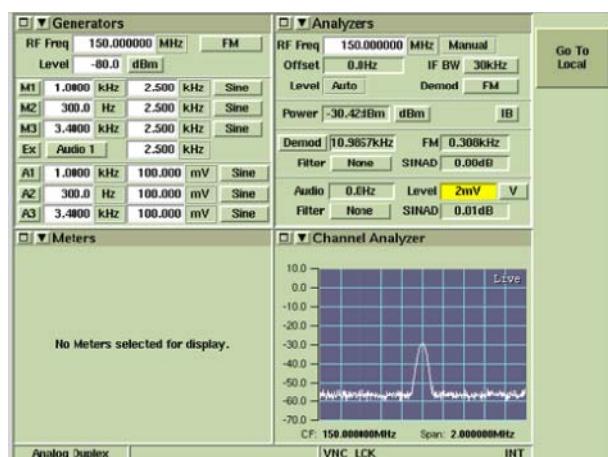 Generators
RF Freq 150.000000 MHz FM
Level -80.0 dBm
M1 1.0000 kHz 2.500 kHz Sine
M2 300.0 Hz 2.500 kHz Sine
M3 3.4000 kHz 2.500 kHz Sine
Ex Audio 1 2.500 kHz
A1 1.0000 kHz 100.000 mV Sine
A2 300.0 Hz 100.000 mV Sine
A3 3.4000 kHz 100.000 mV Sine
Analyzers
RF Freq 150.000000 MHz Manual
Offset 0.0Hz IF BW 30kHz
Level Auto Demod FM
Power -30.42dBm dBm IB
Demod 10.9867kHz FM 0.308kHz
Filter None SINAD 0.00dB
Audio 0.0Hz Level 2mV V
Filter None SINAD 0.01dB
Go To
Local
Meters
No Meters selected for display.
Channel Analyzer
Live
10.0
0.0
-10.0
-20.0
-30.0
-40.0
-50.0
-60.0
-70.0
CF: 150.000000MHz Span: 2.000000MHz
Analog Duplex VNC LCK INT